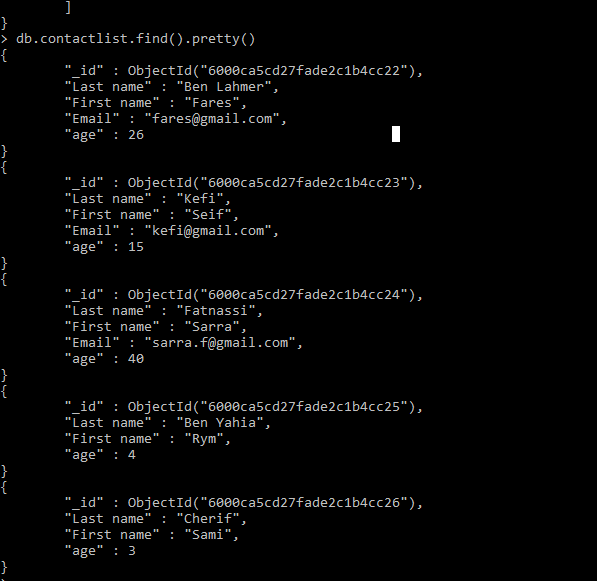 ]
}
> db.contactlist.find().pretty()
{
"_id" : ObjectId("6000ca5cd27fade2c1b4cc22"),
"Last name" : "Ben Lahmer",
"First name" : "Fares",
"Email" : "fares@gmail.com",
"age" : 26
}
{
"_id" : ObjectId("6000ca5cd27fade2c1b4cc23"),
"Last name" : "Kefi",
"First name" : "Seif",
"Email" : "kefi@gmail.com",
"age" : 15
}
{
"_id" : ObjectId("6000ca5cd27fade2c1b4cc24"),
"Last name" : "Fatnassi",
"First name" : "Sarra",
"Email" : "sarra.f@gmail.com",
"age" : 40
}
{
"_id" : ObjectId("6000ca5cd27fade2c1b4cc25"),
"Last name" : "Ben Yahia",
"First name" : "Rym",
"age" : 4
}
{
"_id" : ObjectId("6000ca5cd27fade2c1b4cc26"),
"Last name" : "Cherif",
"First name" : "Sami",
"age" : 3
}